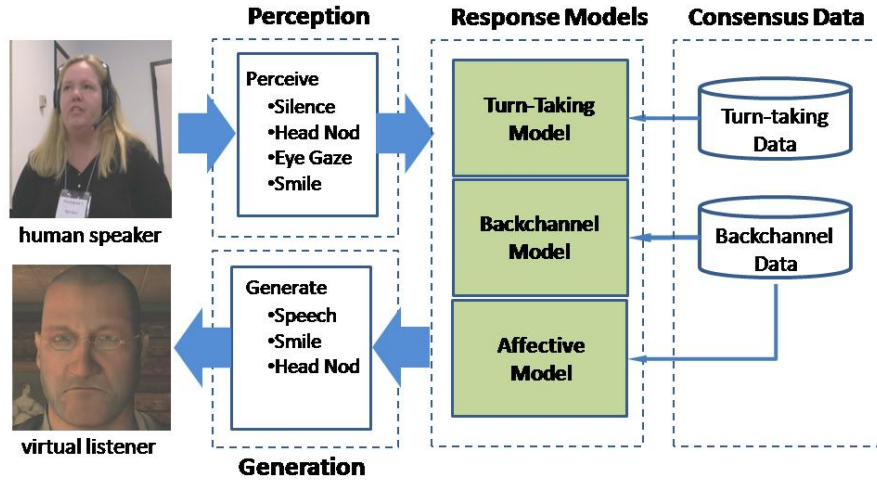 Perception
Response Models
Consensus Data
Perceive
•Silence
•Head Nod
•Eye Gaze
•Smile
human speaker
Turn-Taking
Model
Turn-taking
Data
Backchannel
Model
Backchannel
Data
Generate
•Speech
•Smile
•Head Nod
Affective
Model
virtual listener
Generation